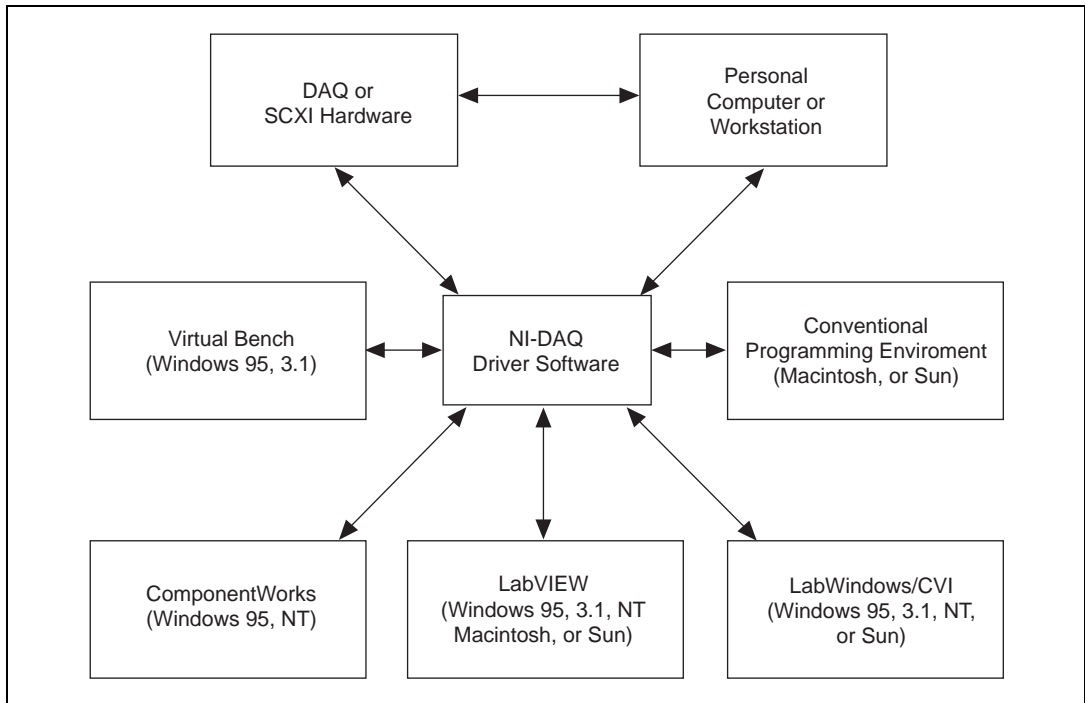 DAQ or
SCXI Hardware
Personal
Computer or
Workstation
Virtual Bench
(Windows 95, 3.1)
NI-DAQ
Driver Software
Conventional
Programming Enviroment
(Macintosh, or Sun)
ComponentWorks
(Windows 95, NT)
LabVIEW
(Windows 95, 3.1, NT
Macintosh, or Sun)
LabWindows/CVI
(Windows 95, 3.1, NT,
or Sun)